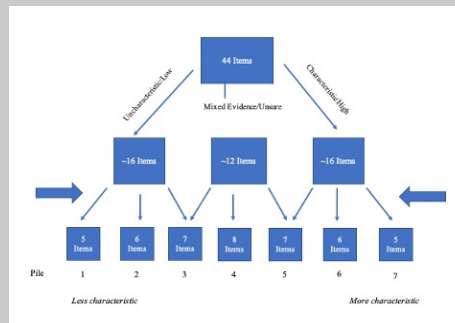 44 Items
Uncharacteristic/Low
Characteristic/High
Mixed Evidence/Unsure
~16 Items
~12 Items
~16 Items
5
Items
6
Items
7
Items
8
Items
7
Items
6
Items
5
Items
Pile 1 2 3 4 5 6 7
Less characteristic
More characteristic